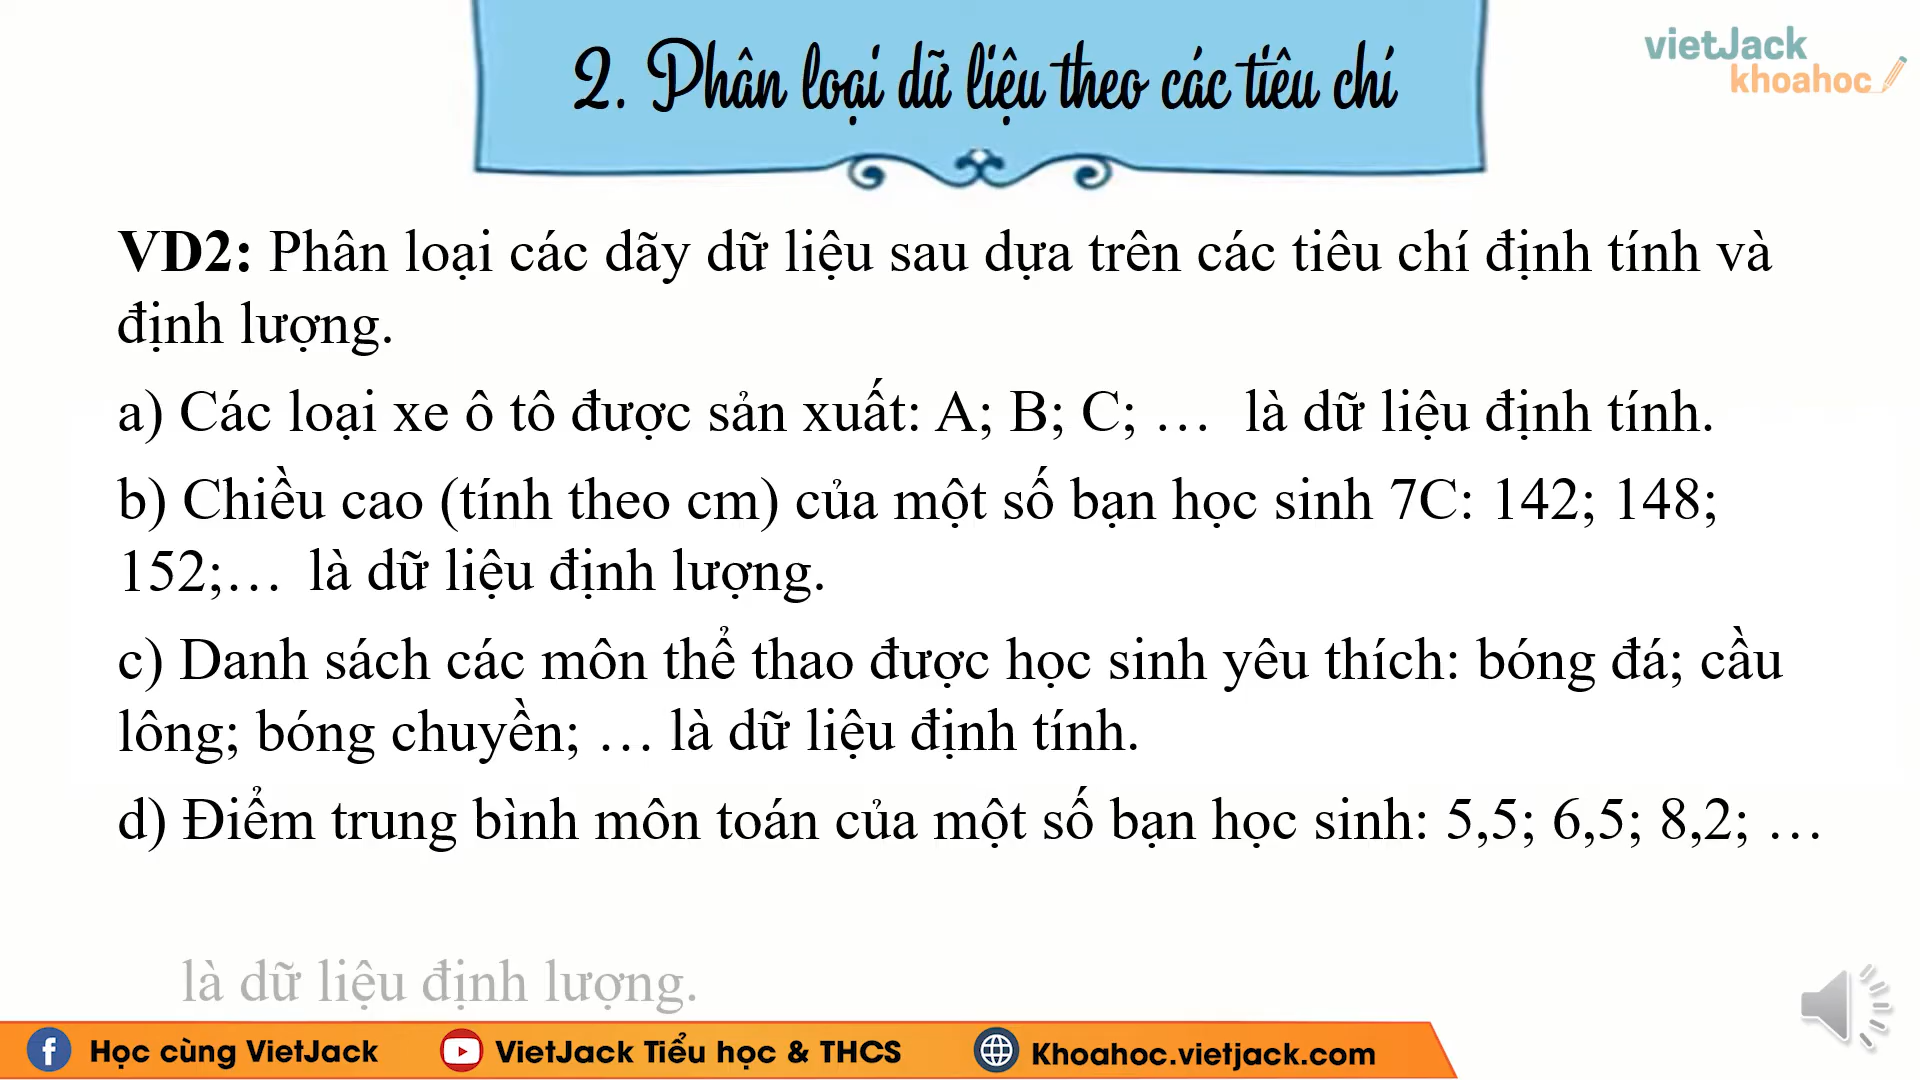 2. Phân loại dữ liệu theo các tiêu chí
vietJack
khoahoc
VD2: Phân loại các dãy dữ liệu sau dựa trên các tiêu chí định tính và
định lượng.
a) Các loại xe ô tô được sản xuất: A; B; C; … là dữ liệu định tính.
b) Chiều cao (tính theo cm) của một số bạn học sinh 7C: 142; 148;
152;… là dữ liệu định lượng.
c) Danh sách các môn thể thao được học sinh yêu thích: bóng đá; cầu
lông; bóng chuyền; … là dữ liệu định tính.
d) Điểm trung bình môn toán của một số bạn học sinh: 5,5; 6,5; 8,2; …
là dữ liệu định lượng.
Học cùng VietJack
VietJack Tiểu học & THCS
Khoahoc.vietjack.com